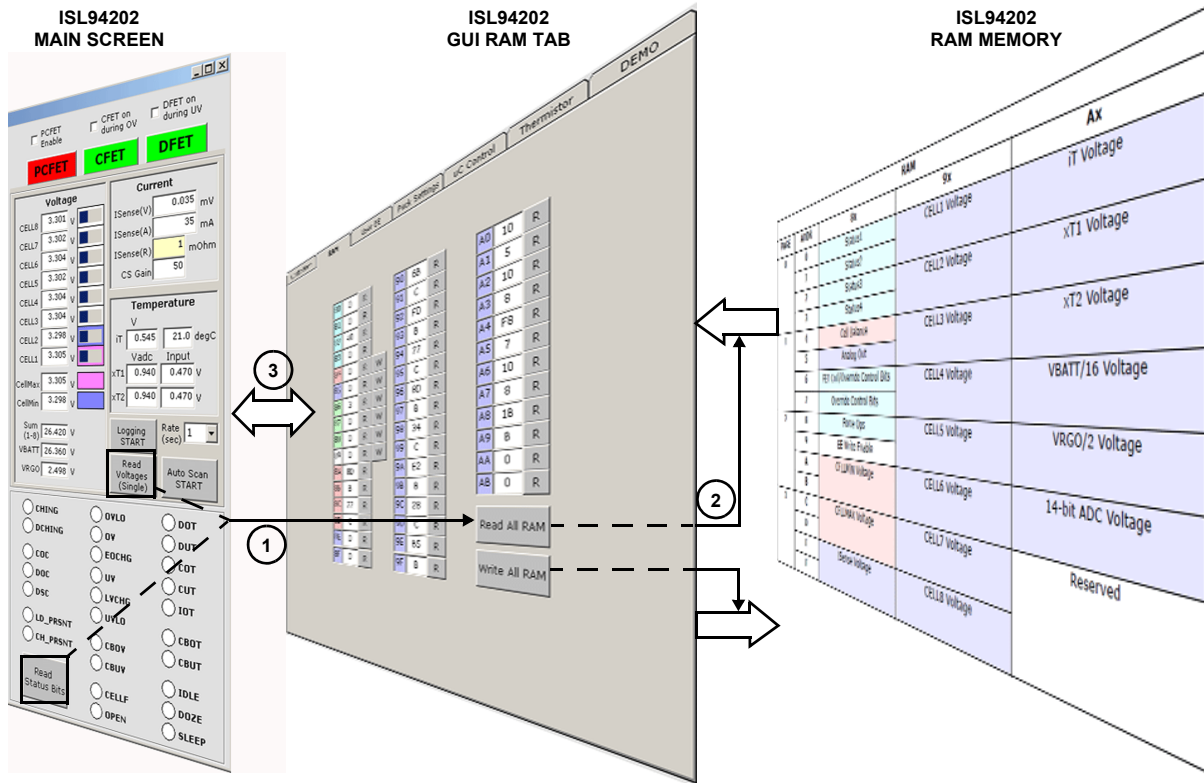 ISL94202
MAIN SCREEN
ISL94202
GUI RAM TAB
ISL94202
RAM MEMORY
PCFET
Enable
CFET on
during OV
DFET on
during UV
PCFET
CFET
DFET
Voltage
CELL8 3.301 V
CELL7 3.302 V
CELL6 3.304 V
CELL5 3.302 V
CELL4 3.304 V
CELL3 3.304 V
CELL2 3.298 V
CELL1 3.305 V
CellMax 3.305 V
CellMin 3.298 V
Sum
(1-8) 26.420 V
VBATT 26.360 V
VRGO 2.498 V
Current
ISense(V) 0.035 mV
ISense(A) 35 mA
ISense(R) 1 mOhm
CS Gain 50
Temperature
V
iT 0.545 21.0 degC
Vadc Input
xT1 0.940 0.470 V
xT2 0.940 0.470 V
Logging
START
Rate
(sec) 1
Read
Voltages
(Single)
Auto Scan
START
CHING
DCHING
COC
DOC
DSC
LD_PRSNT
CH_PRSNT
Read
Status Bits
OVLO
OV
EOCHG
UV
LVCHG
UVLO
CBOV
CBUV
CELLF
OPEN
DOT
DUT
COT
CUT
IOT
CBOT
CBUT
IDLE
DOZE
SLEEP
1
2
3
RAM
Pack Settings
uC Control
Thermistor
DEMO
A0 10 R
A1 5 R
A2 10 R
A3 8 R
A4 F8 R
A5 7 R
A6 10 R
A7 8 R
A8 1B R
A9 B R
AA 0 R
AB 0 R
Read All RAM
Write All RAM
RAM
9x
Ax
Status1
Status2
Status3
Status4
Analog Out
CELL1 Voltage
CELL2 Voltage
CELL3 Voltage
CELL4 Voltage
CELL5 Voltage
CELL6 Voltage
CELL7 Voltage
CELL8 Voltage
iT Voltage
xT1 Voltage
xT2 Voltage
VBATT/16 Voltage
VRGO/2 Voltage
14-bit ADC Voltage
Reserved